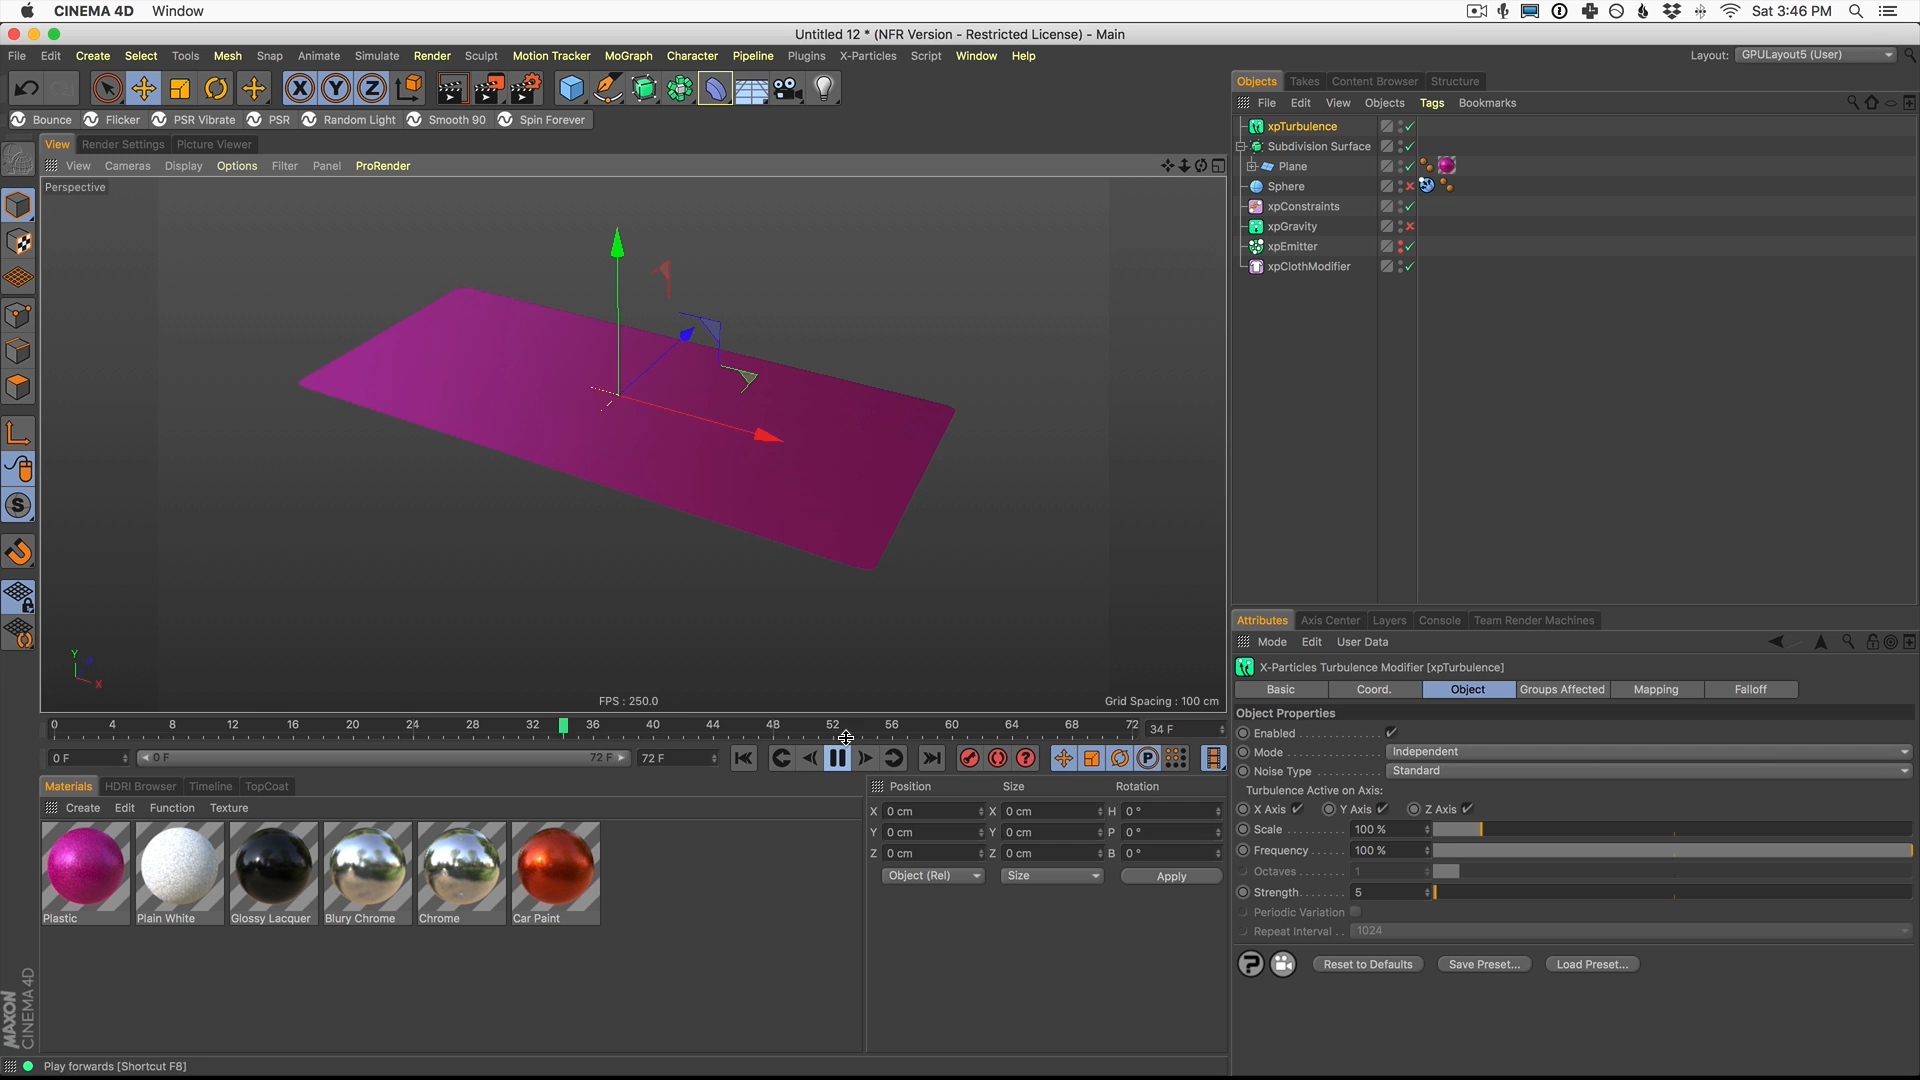 CINEMA 4D Window Sat 3:46 PM
Untitled 12 * (NFR Version - Restricted License) - Main
File Edit Create Select Tools Mesh Snap Animate Simulate Render Sculpt Motion Tracker MoGraph Character Pipeline Plugins X-Particles Script Window Help Layout: GPULayout5 (User)
X Y Z
Bounce Flicker PSR Vibrate PSR Random Light Smooth 90 Spin Forever
View Render Settings Picture Viewer
View Cameras Display Options Filter Panel ProRender
Perspective
Y
Z
X
FPS : 250.0 Grid Spacing : 100 cm
0 4 8 12 16 20 24 28 32 36 40 44 48 52 56 60 64 68 72 34 F
0 F 0 F 72 F 72 F
Materials HDRI Browser Timeline TopCoat
Create Edit Function Texture
Plastic Plain White Glossy Lacquer Blury Chrome Chrome Car Paint
Position Size Rotation
X 0 cm X 0 cm H 0 °
Y 0 cm Y 0 cm P 0 °
Z 0 cm Z 0 cm B 0 °
Object (Rel) Size Apply
MAXON
CINEMA 4D
Play forwards [Shortcut F8]
Objects Takes Content Browser Structure
File Edit View Objects Tags Bookmarks
xpTurbulence
Subdivision Surface
Plane
Sphere
xpConstraints
xpGravity
xpEmitter
xpClothModifier
Attributes Axis Center Layers Console Team Render Machines
Mode Edit User Data
X-Particles Turbulence Modifier [xpTurbulence]
Basic Coord. Object Groups Affected Mapping Falloff
Object Properties
Enabled
Mode Independent
Noise Type Standard
Turbulence Active on Axis:
X Axis Y Axis Z Axis
Scale 100 %
Frequency 100 %
Octaves 1
Strength 5
Periodic Variation
Repeat Interval 1024
Reset to Defaults Save Preset... Load Preset...